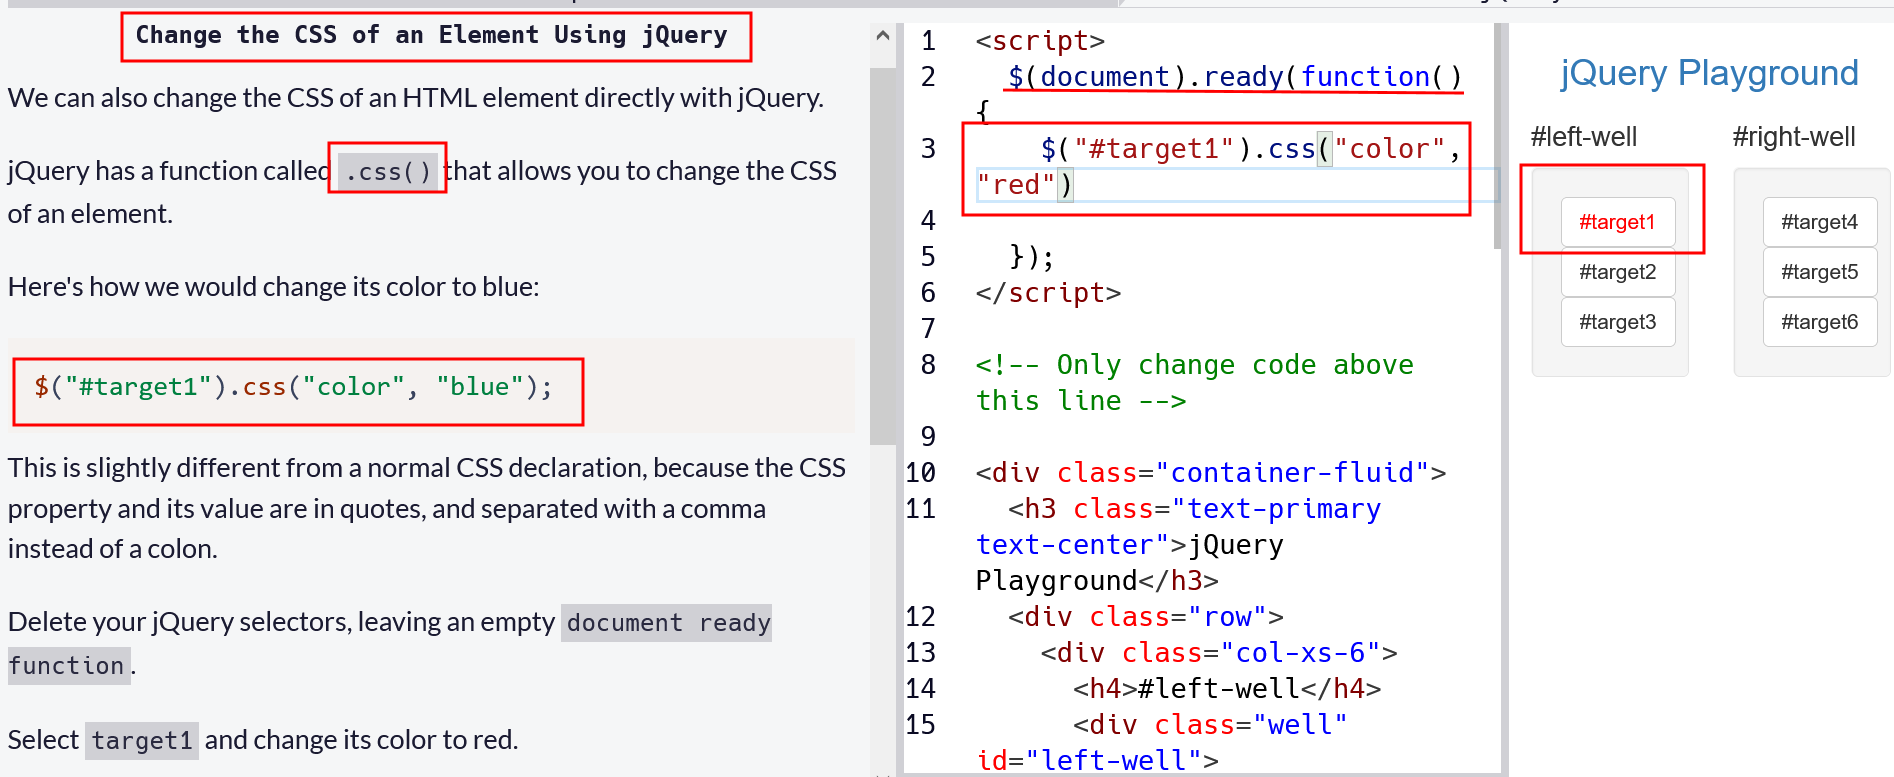 Change the CSS of an Element Using jQuery
We can also change the CSS of an HTML element directly with jQuery.
jQuery has a function called .css() that allows you to change the CSS
of an element.
Here's how we would change its color to blue:
$("#target1").css("color", "blue");
This is slightly different from a normal CSS declaration, because the CSS
property and its value are in quotes, and separated with a comma
instead of a colon.
Delete your jQuery selectors, leaving an empty document ready
function.
Select target1 and change its color to red.
1 <script>
2 $(document).ready(function()
{
3 $("#target1").css("color",
"red")
4
5 });
6 </script>
7
8 <!-- Only change code above
this line -->
9
10 <div class="container-fluid">
11 <h3 class="text-primary
text-center">jQuery
Playground</h3>
12 <div class="row">
13 <div class="col-xs-6">
14 <h4>#left-well</h4>
15 <div class="well"
id="left-well">
jQuery Playground
#left-well
#target1
#target2
#target3
#right-well
#target4
#target5
#target6